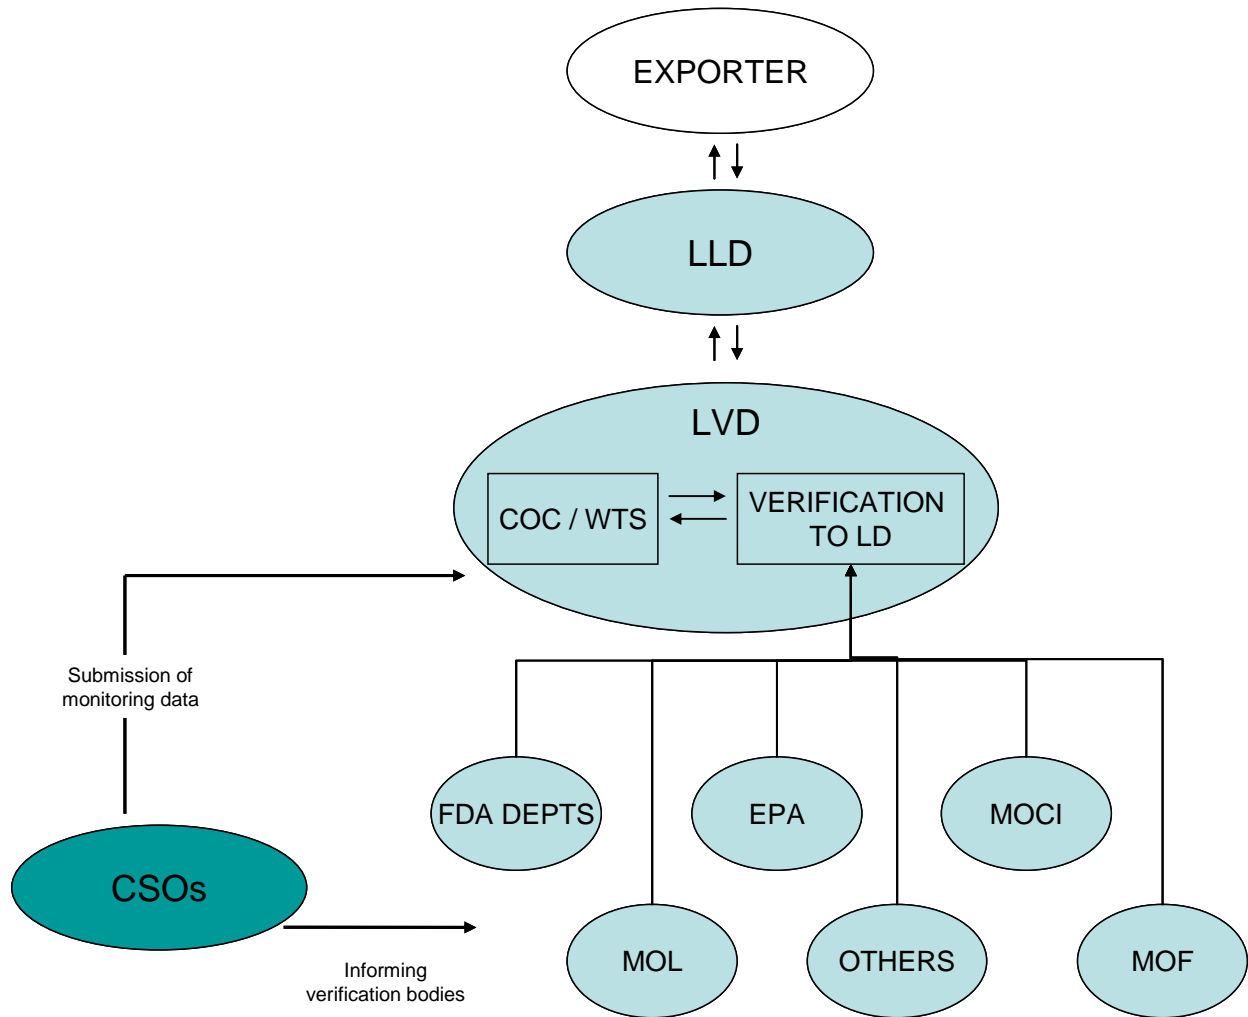 EXPORTER
LLD
LVD
COC / WTS
VERIFICATION
TO LD
Submission of
monitoring data
FDA DEPTS
EPA
MOCI
CSOs
MOL
OTHERS
MOF
Informing
verification bodies